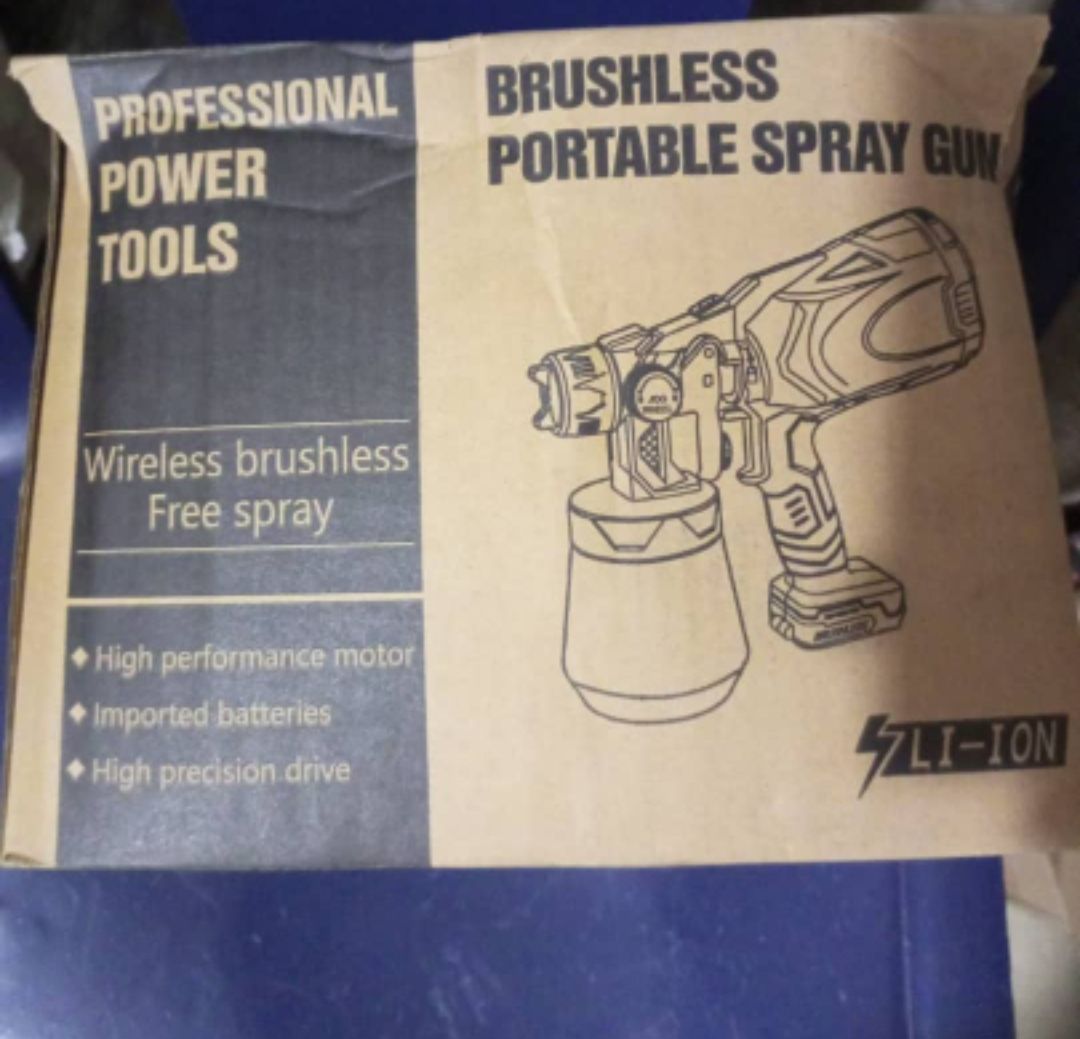 PROFESSIONAL
POWER
TOOLS
Wireless brushless
Free spray
High performance motor
Imported batteries
High precision drive
BRUSHLESS
PORTABLE SPRAY GUN
LI-ION